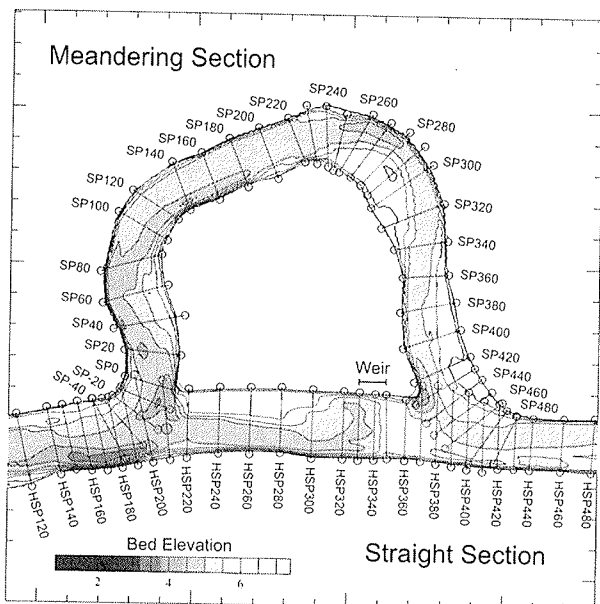 Meandering Section
SP240
SP260
SP220
SP200
SP280
SP180
SP160
SP300
SP140
SP120
SP320
SP100
SP340
SP80
SP360
SP60
SP380
SP40
SP400
SP20
SP420
SP0
SP440
SP-20
SP460
SP-40
SP480
Weir
HSP120
HSP140
HSP160
HSP180
HSP200
HSP220
HSP240
HSP260
HSP280
HSP300
HSP320
HSP340
HSP360
HSP380
HSP400
HSP420
HSP440
HSP460
HSP480
Bed Elevation
2 4 6
Straight Section